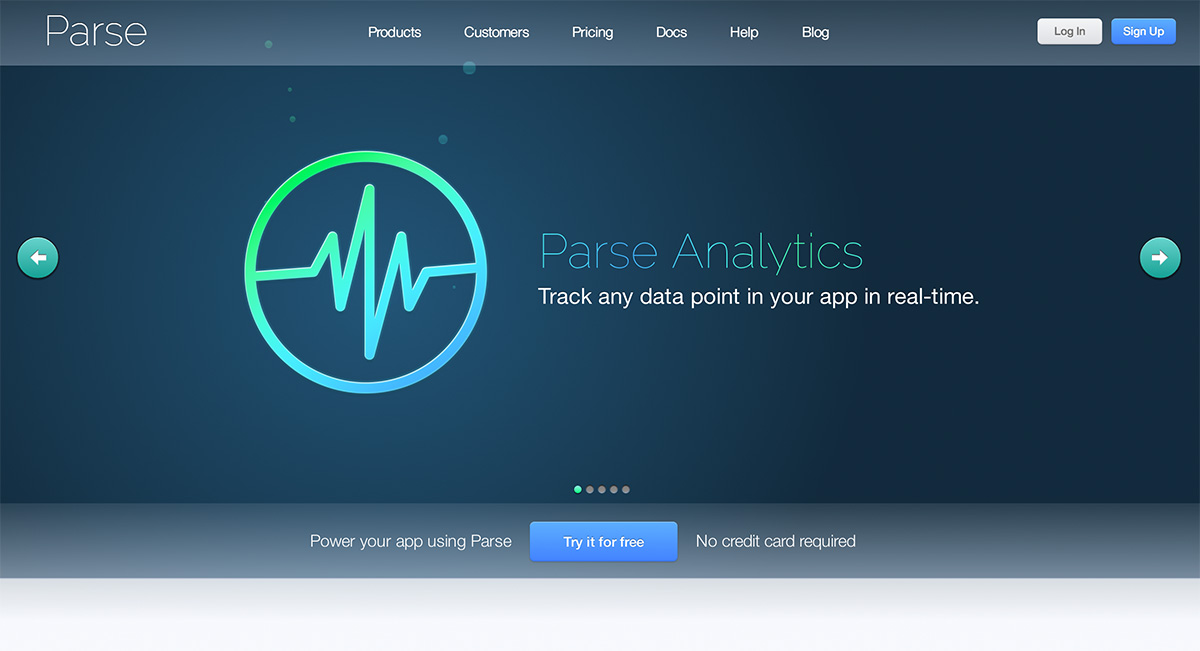 Parse
Products
Customers
Pricing
Docs
Help
Blog
Log In
Sign Up
Parse Analytics
Track any data point in your app in real-time.
Power your app using Parse
Try it for free
No credit card required